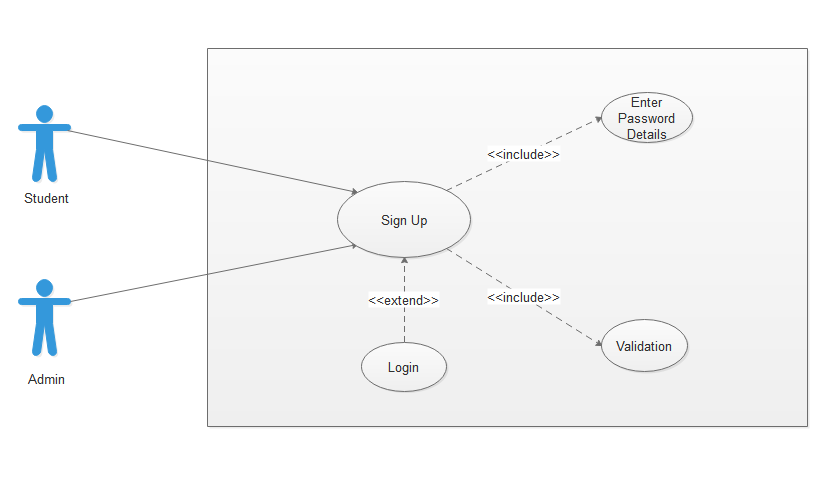 Enter
Password
Details
<<include>>
Student
Sign Up
<<include>>
<<extend>>
Validation
Login
Admin